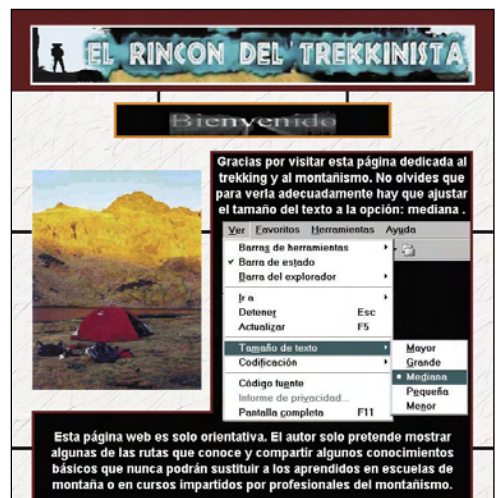 EL RINCON DEL TREKKINISTA
Bienvenido
Gracias por visitar esta página dedicada al
trekking y al montañismo. No olvides que
para verla adecuadamente hay que ajustar
el tamaño del texto a la opción: mediana .
Ver Favoritos Herramientas Ayuda
Barras de herramientas
Barra de estado
Barra del explorador
Ir a
Detener Esc
Actualizar F5
Tamaño de texto
Codificación
Código fuente
Informe de privacidad...
Pantalla completa F11
Mayor
Grande
Mediana
Pequeña
Menor
Esta página web es solo orientativa. El autor solo pretende mostrar
algunas de las rutas que conoce y compartir algunos conocimientos
básicos que nunca podrán sustituir a los aprendidos en escuelas de
montaña o en cursos impartidos por profesionales del montañismo.